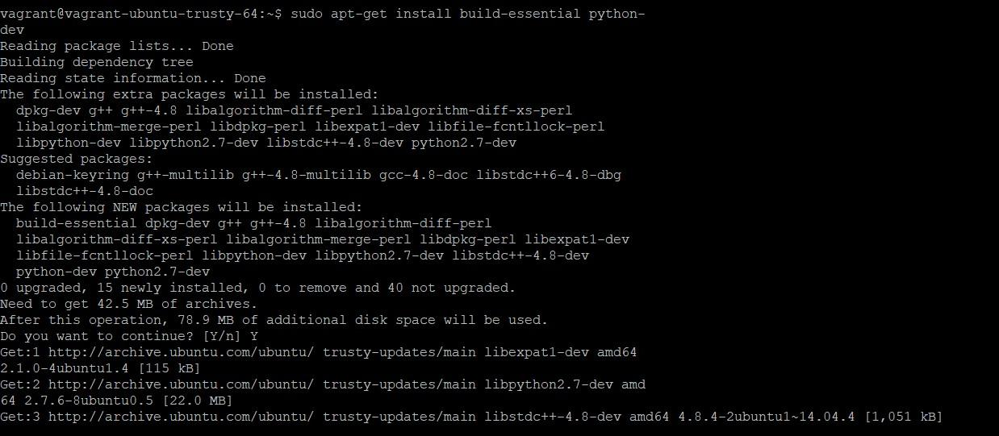 vagrant@vagrant-ubuntu-trusty-64:~$ sudo apt-get install build-essential python-
dev
Reading package lists... Done
Building dependency tree
Reading state information... Done
The following extra packages will be installed:
  dpkg-dev g++ g++-4.8 libalgorithm-diff-perl libalgorithm-diff-xs-perl
  libalgorithm-merge-perl libdpkg-perl libexpat1-dev libfile-fcntllock-perl
  libpython-dev libpython2.7-dev libstdc++-4.8-dev python2.7-dev
Suggested packages:
  debian-keyring g++-multilib g++-4.8-multilib gcc-4.8-doc libstdc++6-4.8-dbg
  libstdc++-4.8-doc
The following NEW packages will be installed:
  build-essential dpkg-dev g++ g++-4.8 libalgorithm-diff-perl
  libalgorithm-diff-xs-perl libalgorithm-merge-perl libdpkg-perl libexpat1-dev
  libfile-fcntllock-perl libpython-dev libpython2.7-dev libstdc++-4.8-dev
  python-dev python2.7-dev
0 upgraded, 15 newly installed, 0 to remove and 40 not upgraded.
Need to get 42.5 MB of archives.
After this operation, 78.9 MB of additional disk space will be used.
Do you want to continue? [Y/n] Y
Get:1 http://archive.ubuntu.com/ubuntu/ trusty-updates/main libexpat1-dev amd64
2.1.0-4ubuntu1.4 [115 kB]
Get:2 http://archive.ubuntu.com/ubuntu/ trusty-updates/main libpython2.7-dev amd
64 2.7.6-8ubuntu0.5 [22.0 MB]
Get:3 http://archive.ubuntu.com/ubuntu/ trusty-updates/main libstdc++-4.8-dev amd64 4.8.4-2ubuntu1~14.04.4 [1,051 kB]